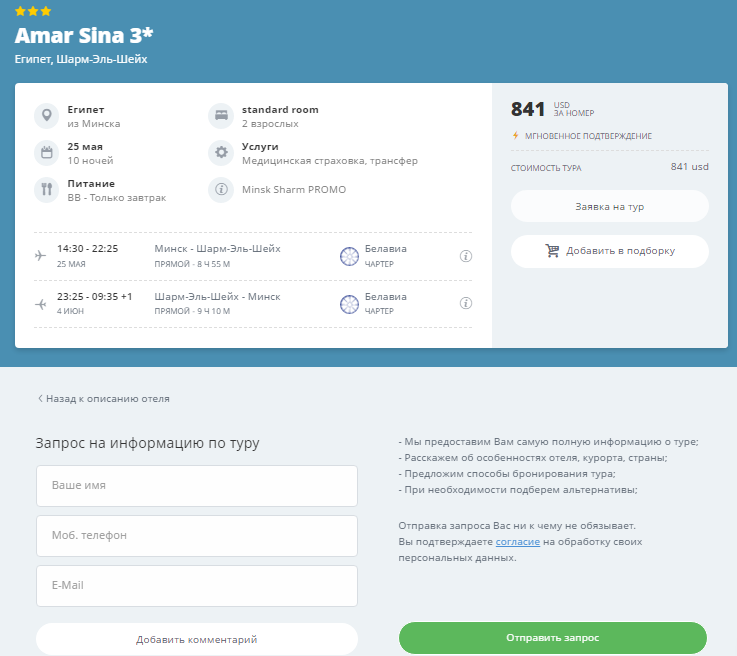 Amar Sina 3*
Египет, Шарм-Эль-Шейх
Египет
из Минска
standard room
2 взрослых
25 мая
10 ночей
Услуги
Медицинская страховка, трансфер
Питание
BB - Только завтрак
Minsk Sharm PROMO
14:30 - 22:25
25 МАЯ
Минск - Шарм-Эль-Шейх
ПРЯМОЙ - 8 Ч 55 М
Белавиа
ЧАРТЕР
23:25 - 09:35 +1
4 ИЮН
Шарм-Эль-Шейх - Минск
ПРЯМОЙ - 9 Ч 10 М
Белавиа
ЧАРТЕР
841 USD
ЗА НОМЕР
МГНОВЕННОЕ ПОДТВЕРЖДЕНИЕ
СТОИМОСТЬ ТУРА 841 usd
Заявка на тур
Добавить в подборку
Назад к описанию отеля
Запрос на информацию по туру
Ваше имя
Моб. телефон
E-Mail
Добавить комментарий
- Мы предоставим Вам самую полную информацию о туре;
- Расскажем об особенностях отеля, курорта, страны;
- Предложим способы бронирования тура;
- При необходимости подберем альтернативы;
Отправка запроса Вас ни к чему не обязывает.
Вы подтверждаете согласие на обработку своих
персональных данных.
Отправить запрос